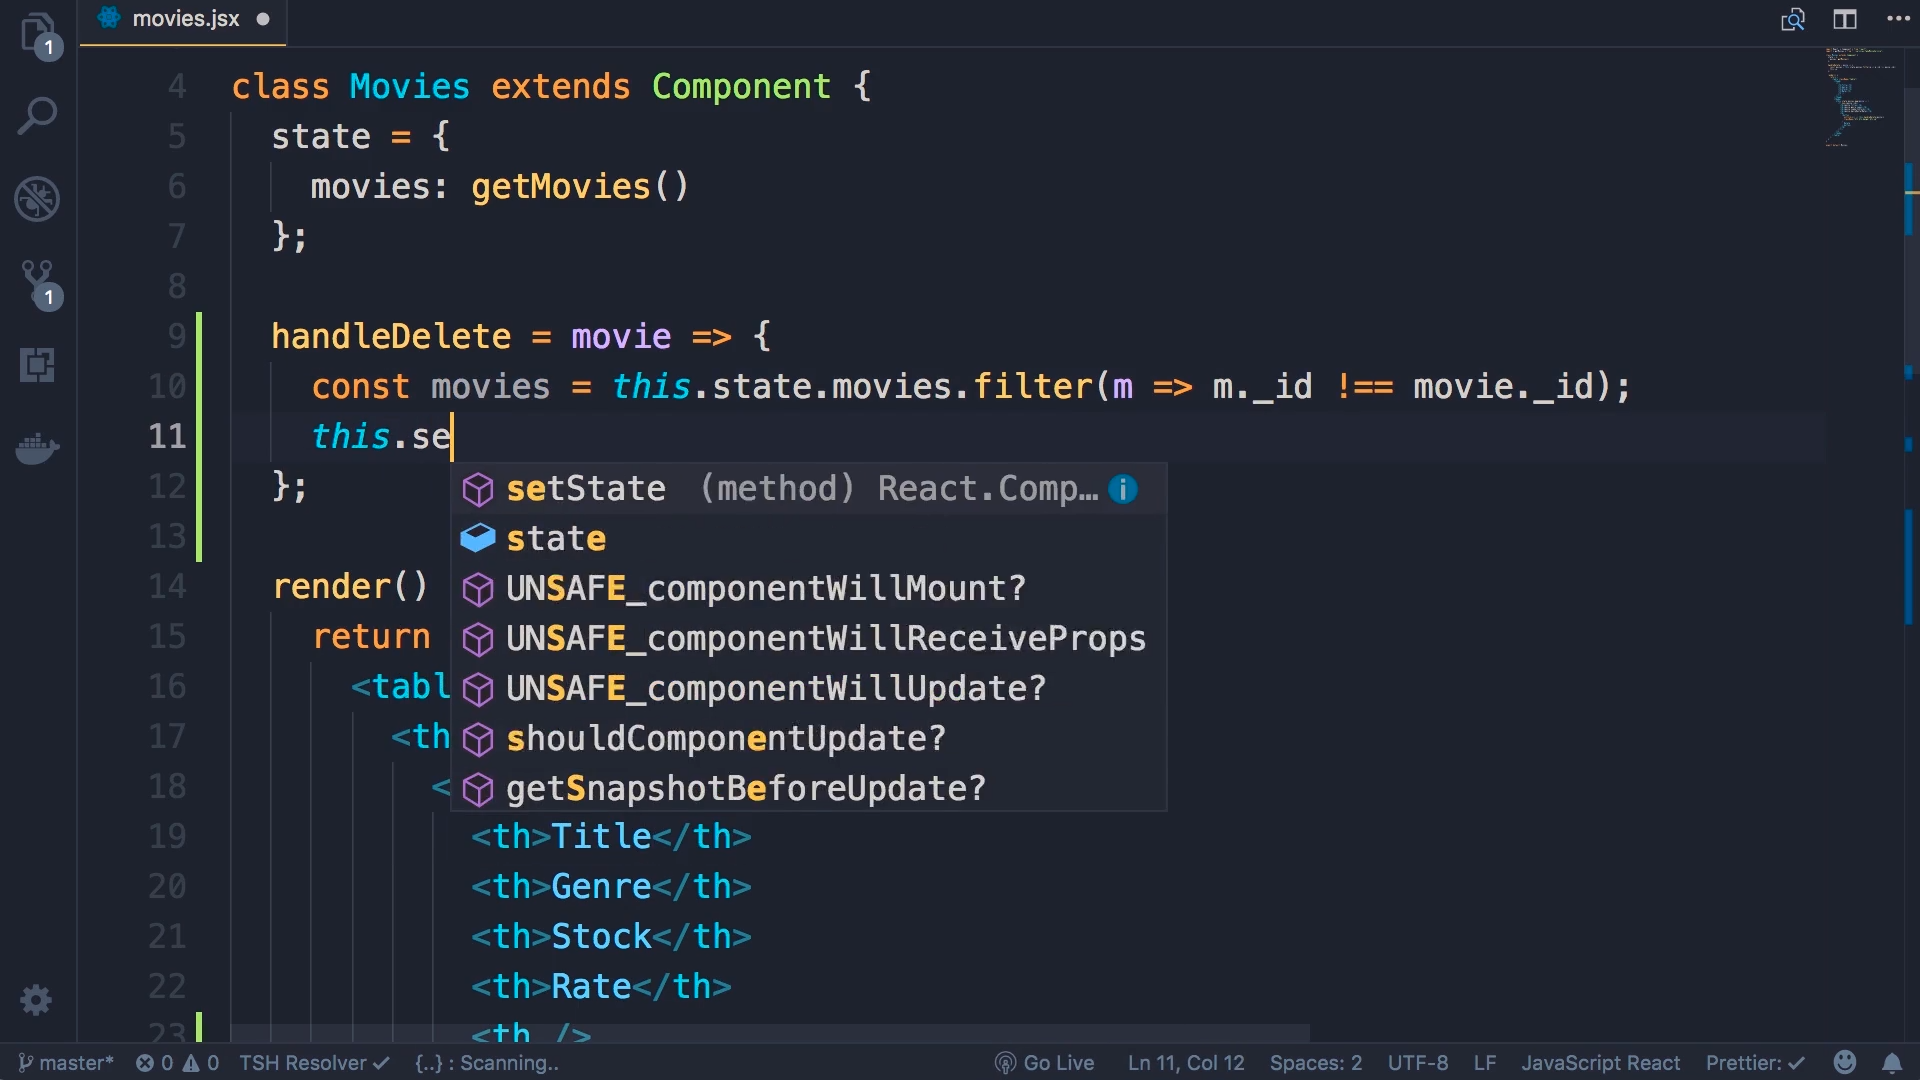 1
movies.jsx
4 class Movies extends Component {
5 state = {
6 movies: getMovies()
7 };
8
9 handleDelete = movie => {
10 const movies = this.state.movies.filter(m => m._id !== movie._id);
11 this.se
12 };
13
14 render()
15 return
16 <tabl
17 <th
18 <
19 <th>Title</th>
20 <th>Genre</th>
21 <th>Stock</th>
22 <th>Rate</th>
23 <th />
setState (method) React.Comp… i
state
UNSAFE_componentWillMount?
UNSAFE_componentWillReceiveProps
UNSAFE_componentWillUpdate?
shouldComponentUpdate?
getSnapshotBeforeUpdate?
1
master* 0 0 TSH Resolver ✓ {..} : Scanning.. Go Live Ln 11, Col 12 Spaces: 2 UTF-8 LF JavaScript React Prettier: ✓